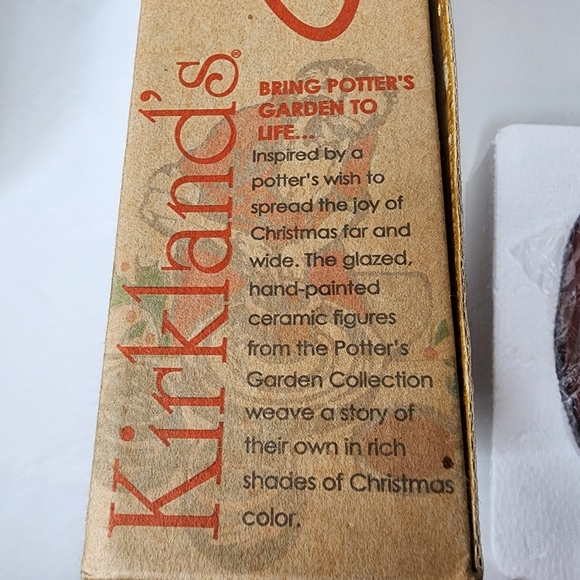 Kirkland's®
BRING POTTER'S
GARDEN TO
LIFE...
Inspired by a
potter's wish to
spread the joy of
Christmas far and
wide. The glazed,
hand-painted
ceramic figures
from the Potter's
Garden Collection
weave a story of
their own in rich
shades of Christmas
color.